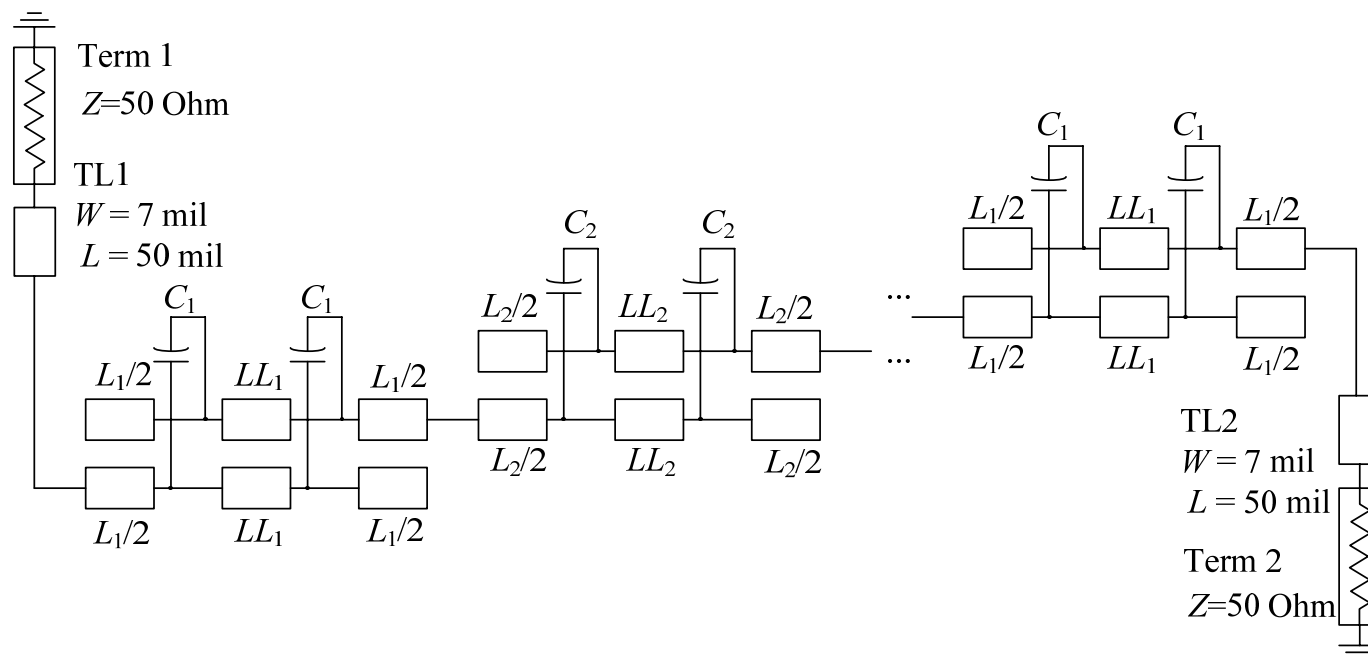 Term 1
Z=50 Ohm
TL1
W = 7 mil
L = 50 mil
C₁ C₁
L₁/2 LL₁ L₁/2
L₁/2 LL₁ L₁/2
C₂ C₂
L₂/2 LL₂ L₂/2
L₂/2 LL₂ L₂/2
...
...
C₁ C₁
L₁/2 LL₁ L₁/2
L₁/2 LL₁ L₁/2
TL2
W = 7 mil
L = 50 mil
Term 2
Z=50 Ohm